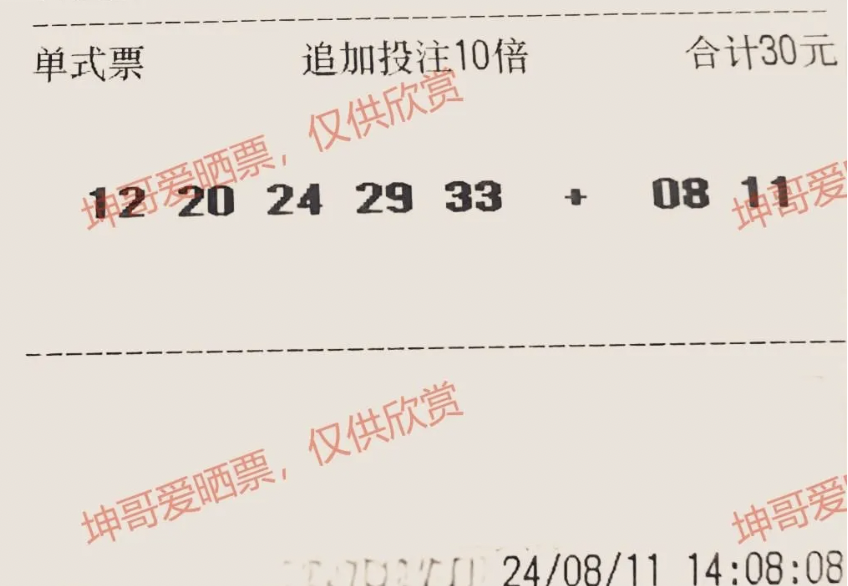 单式票 追加投注10倍 合计30元
坤哥爱晒票，仅供欣赏
12 20 24 29 33 + 08 11
坤哥爱
坤哥爱晒票，仅供欣赏
坤哥爱
24/08/11 14:08:08